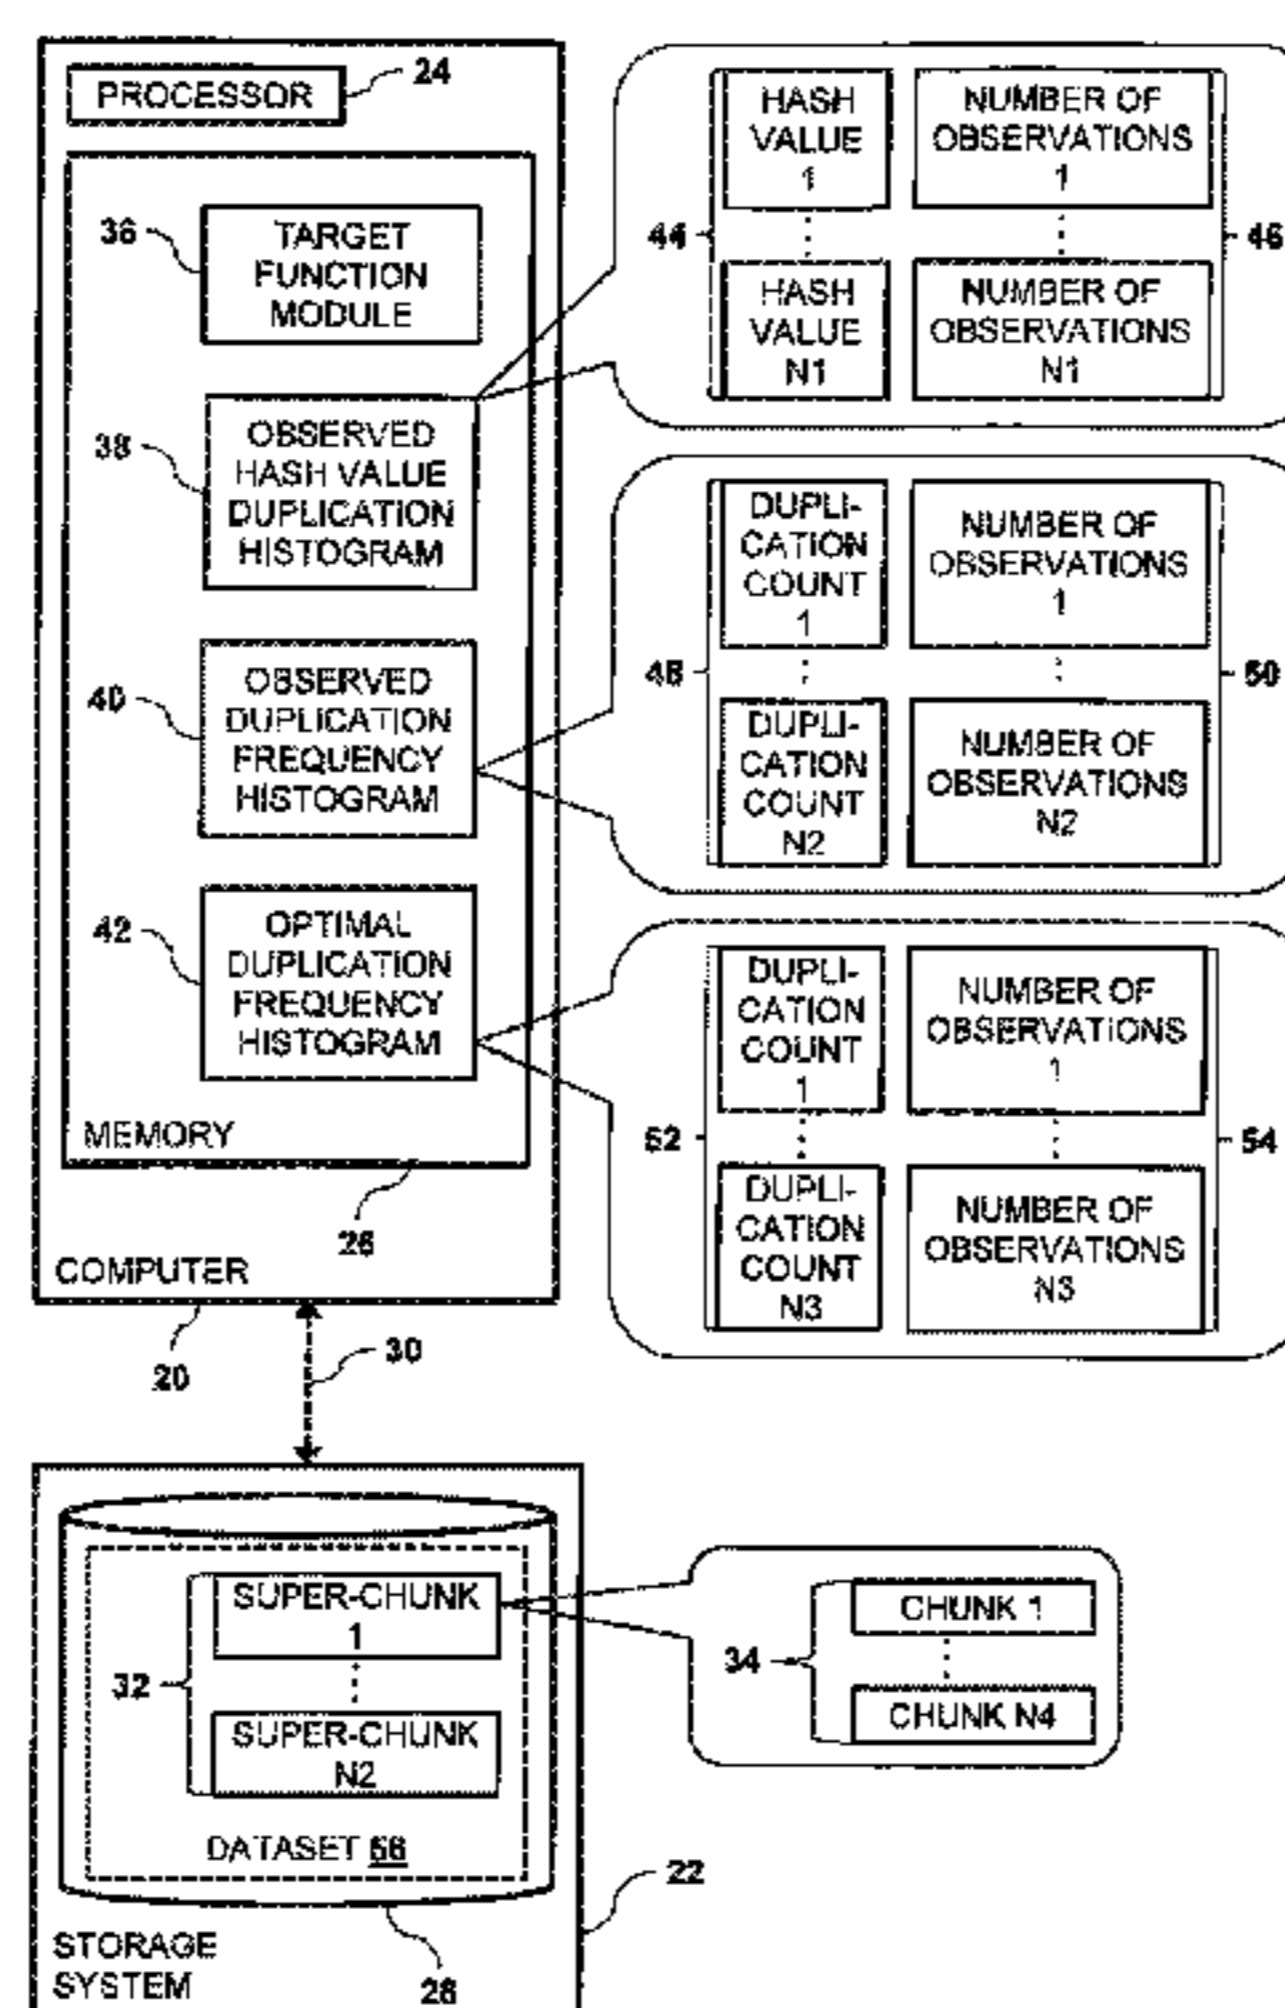 PROCESSOR
24
36
TARGET
FUNCTION
MODULE
38
OBSERVED
HASH VALUE
DUPLICATION
HISTOGRAM
40
OBSERVED
DUPLICATION
FREQUENCY
HISTOGRAM
42
OPTIMAL
DUPLICATION
FREQUENCY
HISTOGRAM
MEMORY
26
COMPUTER
20
30
44
HASH
VALUE
1
NUMBER OF
OBSERVATIONS
1
46
HASH
VALUE
N1
NUMBER OF
OBSERVATIONS
N1
48
DUPLI-
CATION
COUNT
1
NUMBER OF
OBSERVATIONS
1
50
DUPLI-
CATION
COUNT
N2
NUMBER OF
OBSERVATIONS
N2
52
DUPLI-
CATION
COUNT
1
NUMBER OF
OBSERVATIONS
1
54
DUPLI-
CATION
COUNT
N3
NUMBER OF
OBSERVATIONS
N3
32
SUPER-CHUNK
1
SUPER-CHUNK
N2
DATASET 56
34
CHUNK 1
CHUNK N4
22
STORAGE
SYSTEM
28